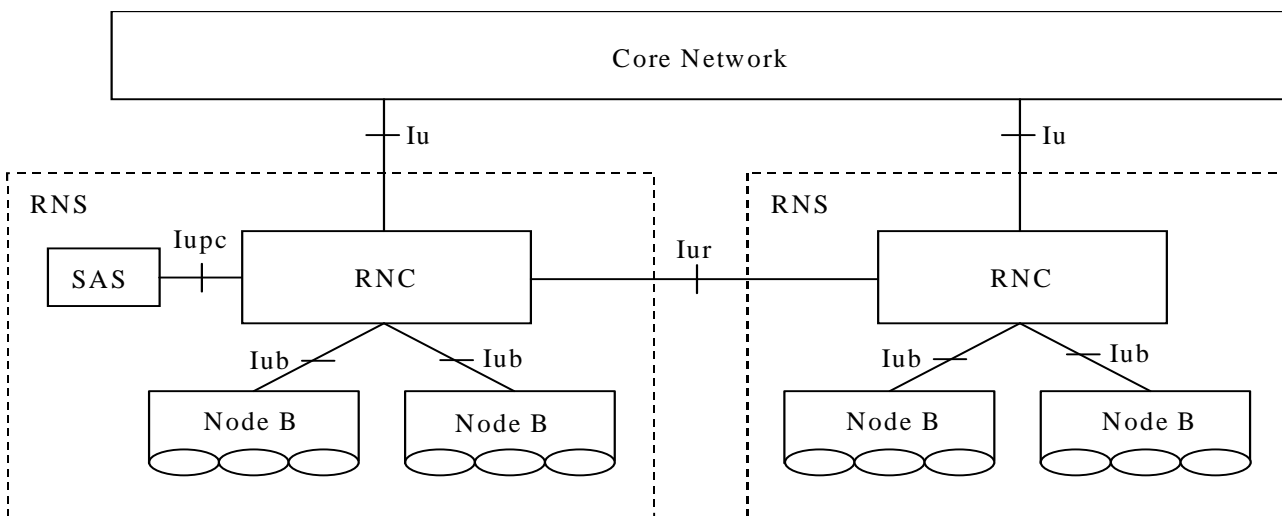 Core Network
Iu
Iu
RNS
RNS
Iupc
Iur
SAS
RNC
RNC
Iub
Iub
Iub
Iub
Node B
Node B
Node B
Node B